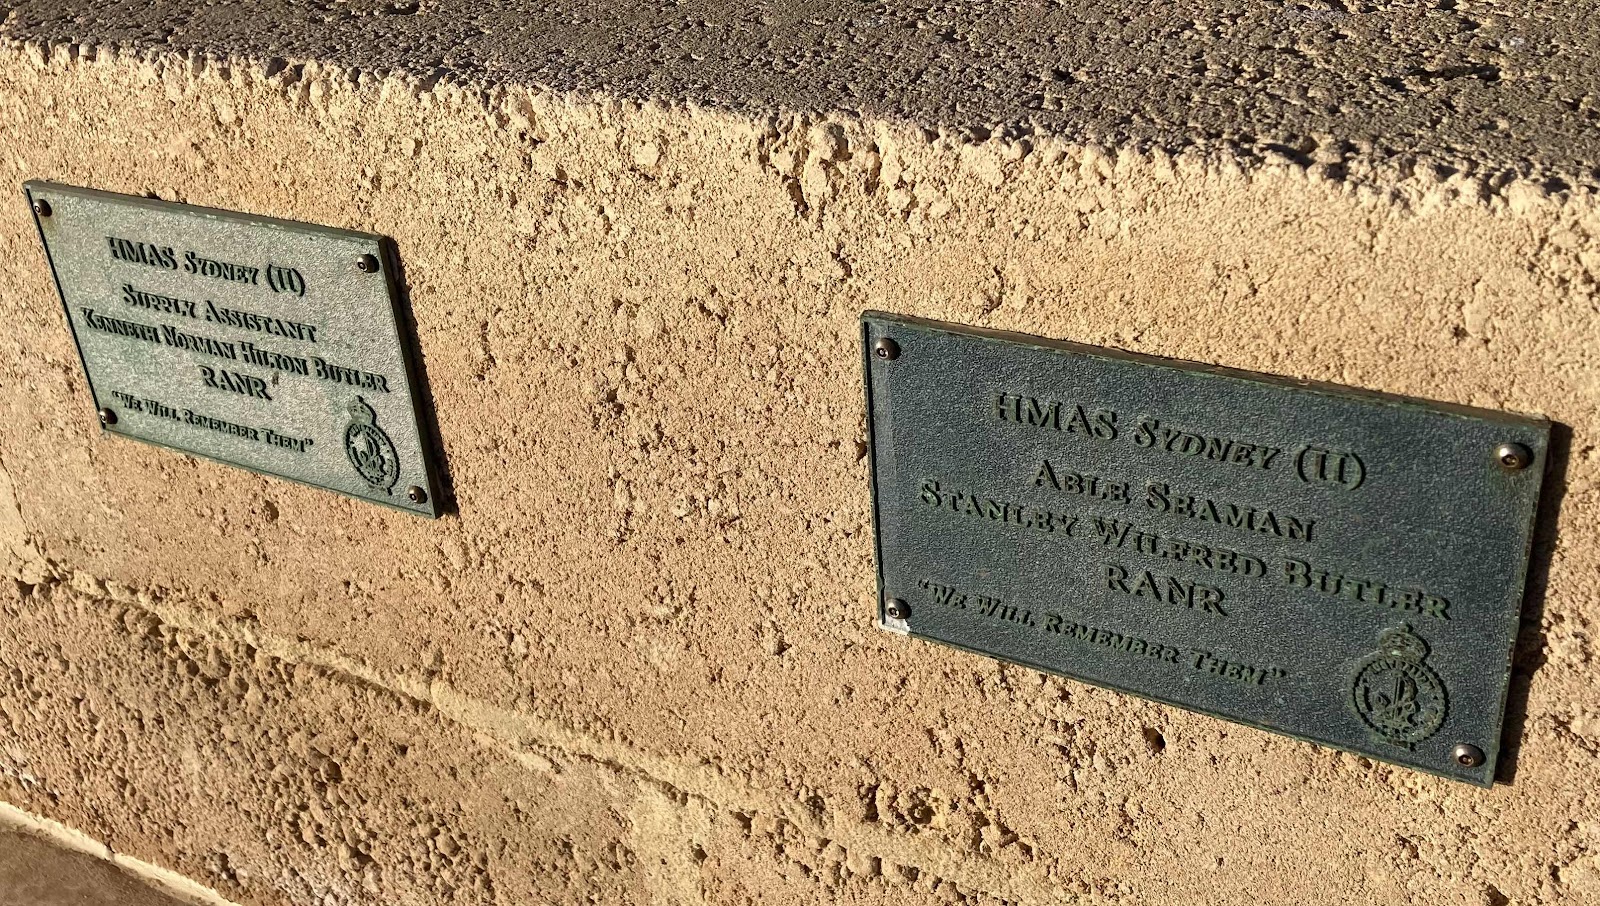 HMAS SYDNEY (II)
SUPPLY ASSISTANT
KENNETH NORMAN HILTON BUTLER
RANR
"WE WILL REMEMBER THEM"
HMAS SYDNEY (II)
ABLE SEAMAN
STANLEY WILFRED BUTLER
RANR
"WE WILL REMEMBER THEM"